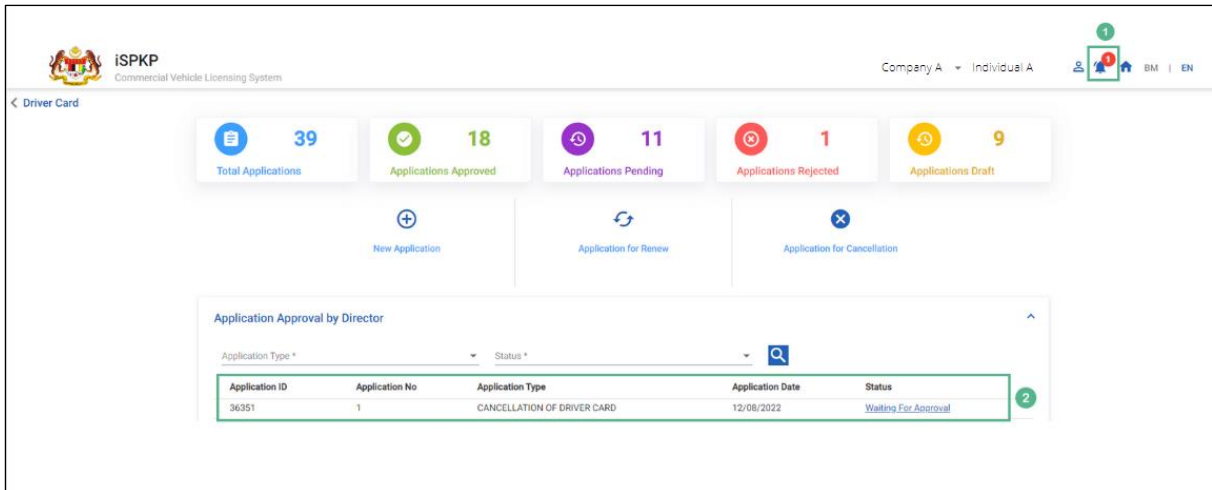 1
iSPKP
Commercial Vehicle Licensing System
Company A Individual A
1
BM | EN
Driver Card
39
Total Applications
18
Applications Approved
11
Applications Pending
1
Applications Rejected
9
Applications Draft
New Application
Application for Renew
Application for Cancellation
Application Approval by Director
Application Type *
Status *
Application ID Application No Application Type Application Date Status
36351 1 CANCELLATION OF DRIVER CARD 12/08/2022 Waiting For Approval
2